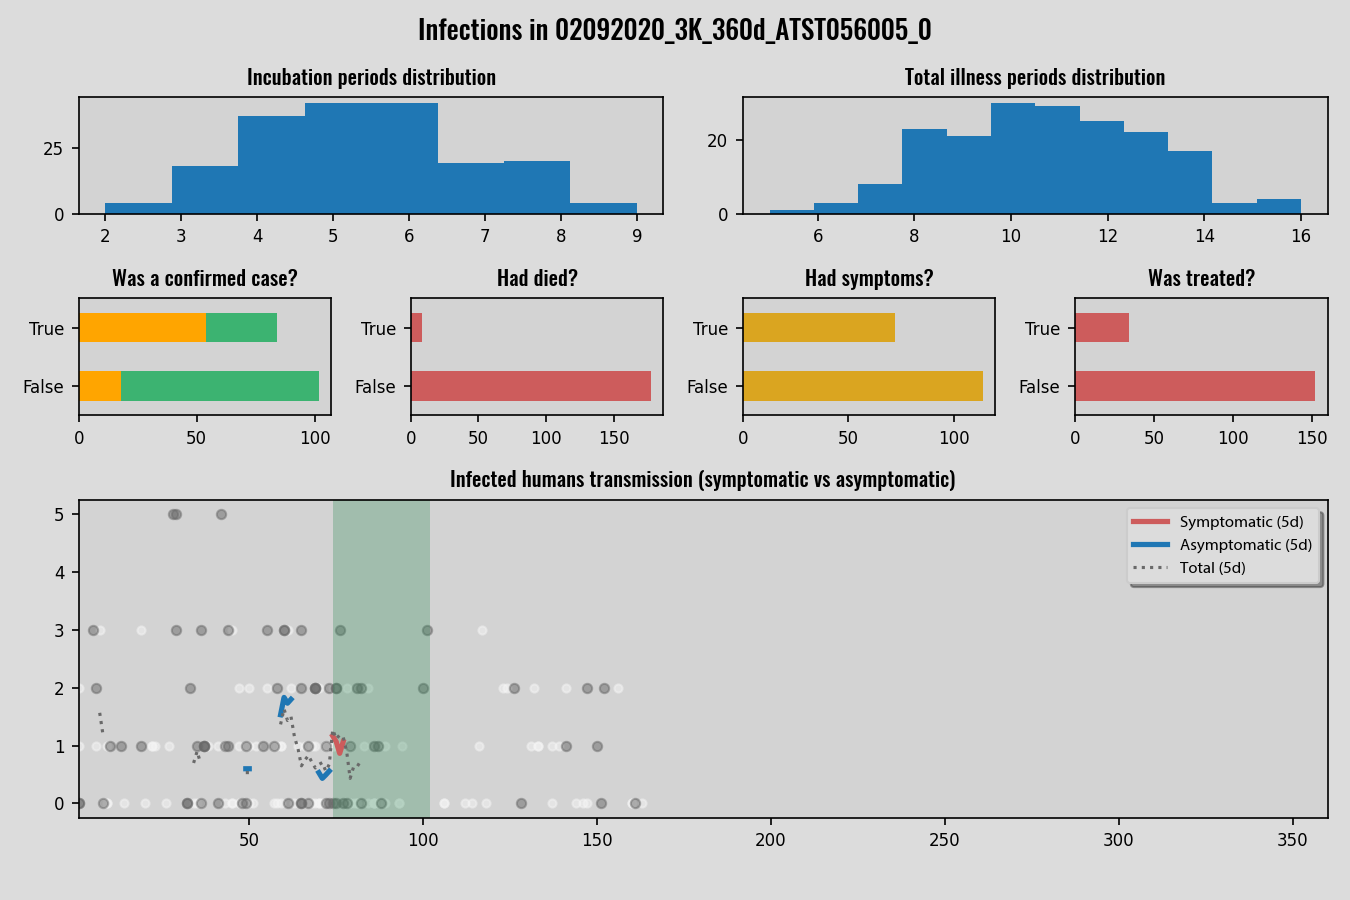 Infections in 02092020_3K_360d_ATST056005_0
Incubation periods distribution
25
0
2 3 4 5 6 7 8 9
Total illness periods distribution
20
0
6 8 10 12 14 16
Was a confirmed case?
True
False
0 50 100
Had died?
True
False
0 50 100 150
Had symptoms?
True
False
0 50 100
Was treated?
True
False
0 50 100 150
Infected humans transmission (symptomatic vs asymptomatic)
5
4
3
2
1
0
50 100 150 200 250 300 350
Symptomatic (5d)
Asymptomatic (5d)
Total (5d)